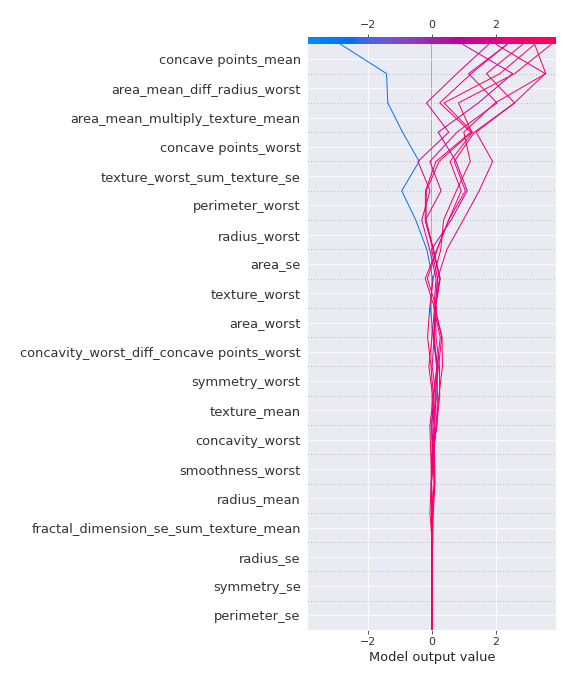 −2 0 2
concave points_mean
area_mean_diff_radius_worst
area_mean_multiply_texture_mean
concave points_worst
texture_worst_sum_texture_se
perimeter_worst
radius_worst
area_se
texture_worst
area_worst
concavity_worst_diff_concave points_worst
symmetry_worst
texture_mean
concavity_worst
smoothness_worst
radius_mean
fractal_dimension_se_sum_texture_mean
radius_se
symmetry_se
perimeter_se
−2 0 2
Model output value